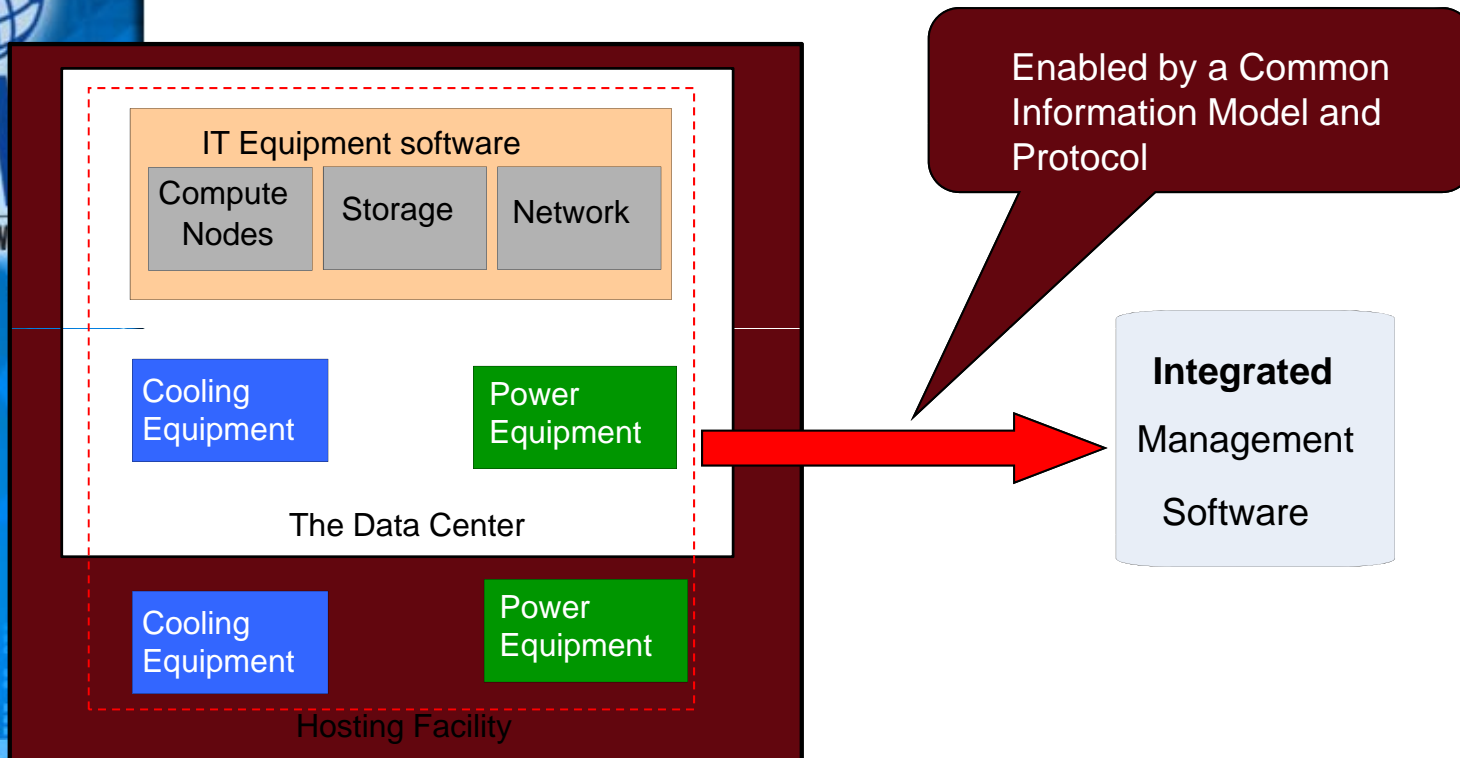 Enabled by a Common
Information Model and
Protocol
IT Equipment software
Compute
Nodes
Storage
Network
Cooling
Equipment
Power
Equipment
The Data Center
Cooling
Equipment
Power
Equipment
Hosting Facility
Integrated
Management
Software